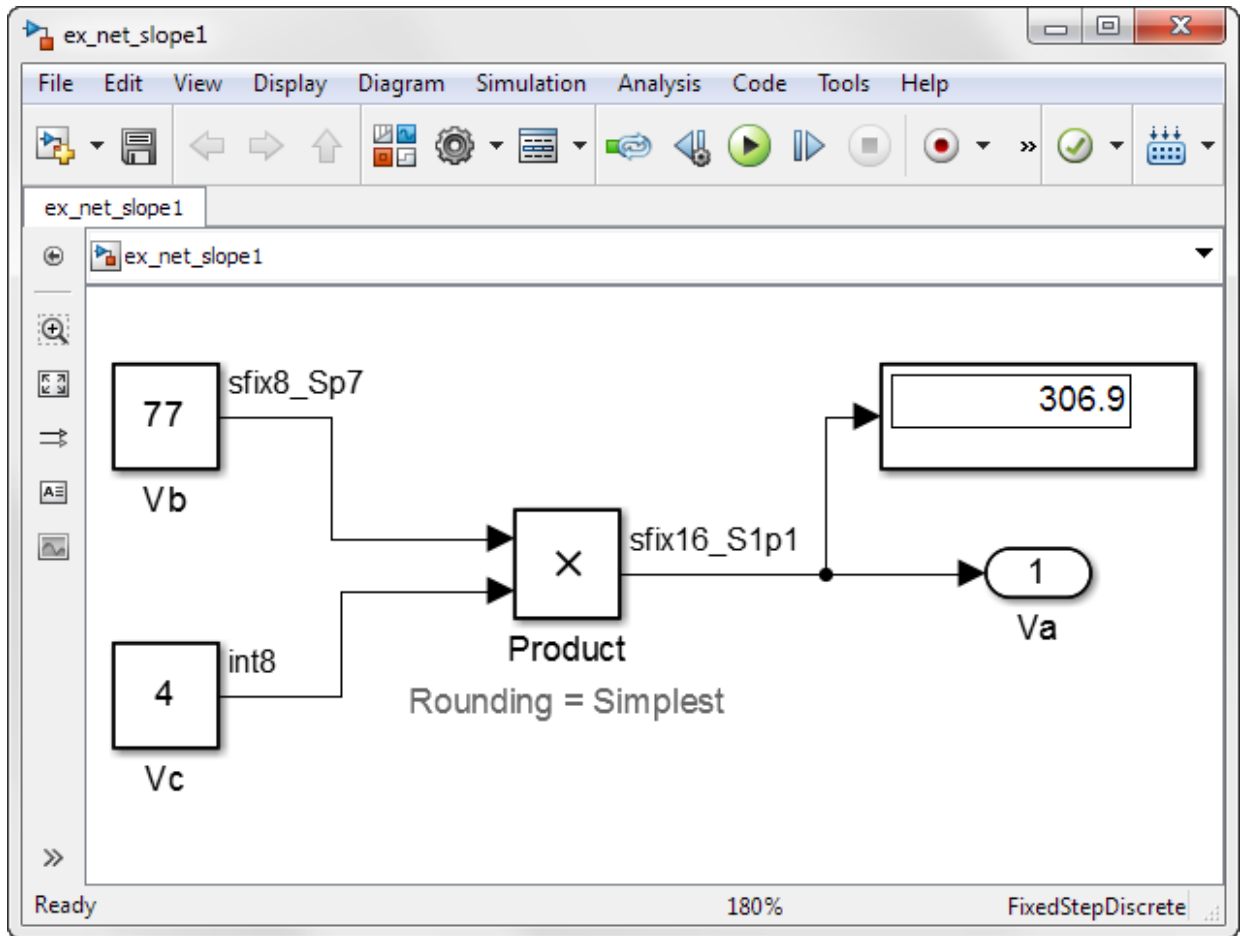 ex_net_slope1
File Edit View Display Diagram Simulation Analysis Code Tools Help
ex_net_slope1
ex_net_slope1
sfix8_Sp7
77
Vb
306.9
sfix16_S1p1
×
1
Product
Va
int8
4
Rounding = Simplest
Vc
Ready 180% FixedStepDiscrete